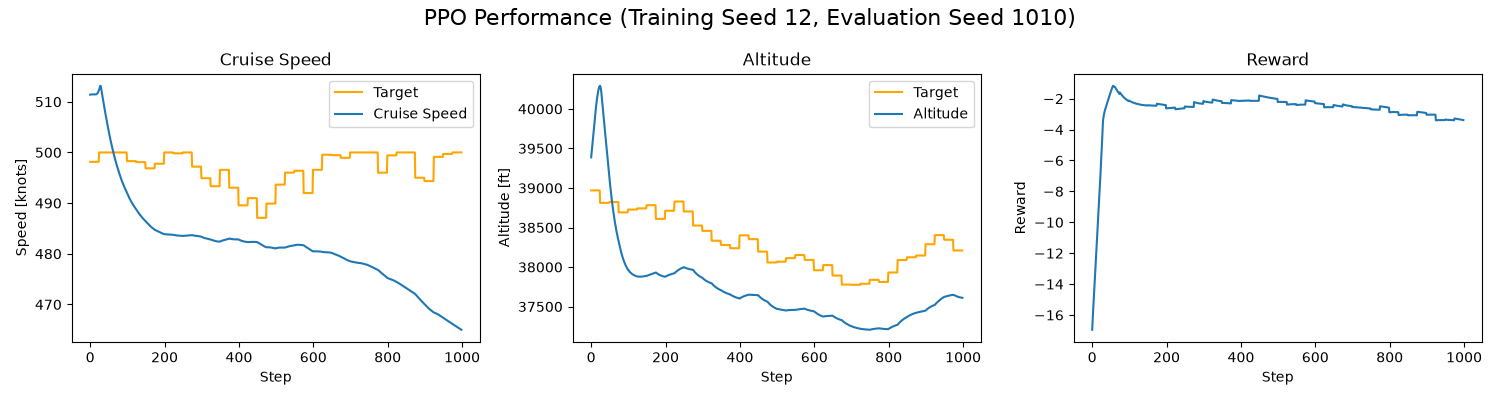 PPO Performance (Training Seed 12, Evaluation Seed 1010)
Cruise Speed
Speed [knots]
510
500
490
480
470
Target
Cruise Speed
0 200 400 600 800 1000
Step
Altitude
Altitude [ft]
40000
39500
39000
38500
38000
37500
Target
Altitude
0 200 400 600 800 1000
Step
Reward
Reward
−2
−4
−6
−8
−10
−12
−14
−16
0 200 400 600 800 1000
Step